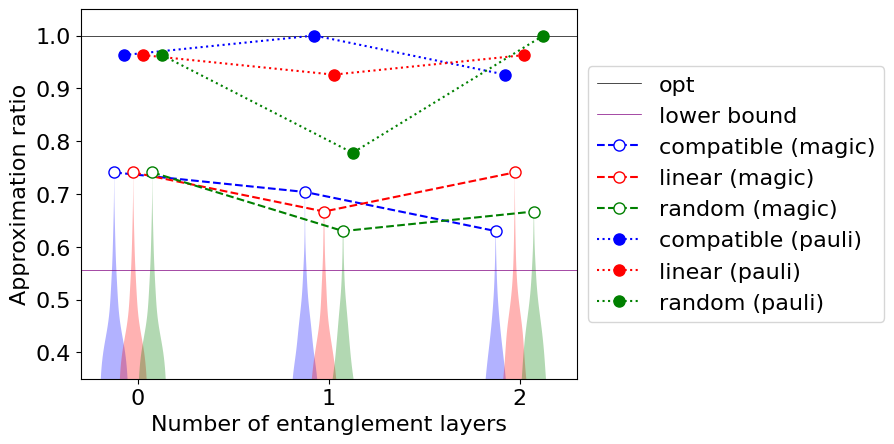 1.0
0.9
0.8
0.7
0.6
0.5
0.4
Approximation ratio
0 1 2
Number of entanglement layers
opt
lower bound
compatible (magic)
linear (magic)
random (magic)
compatible (pauli)
linear (pauli)
random (pauli)